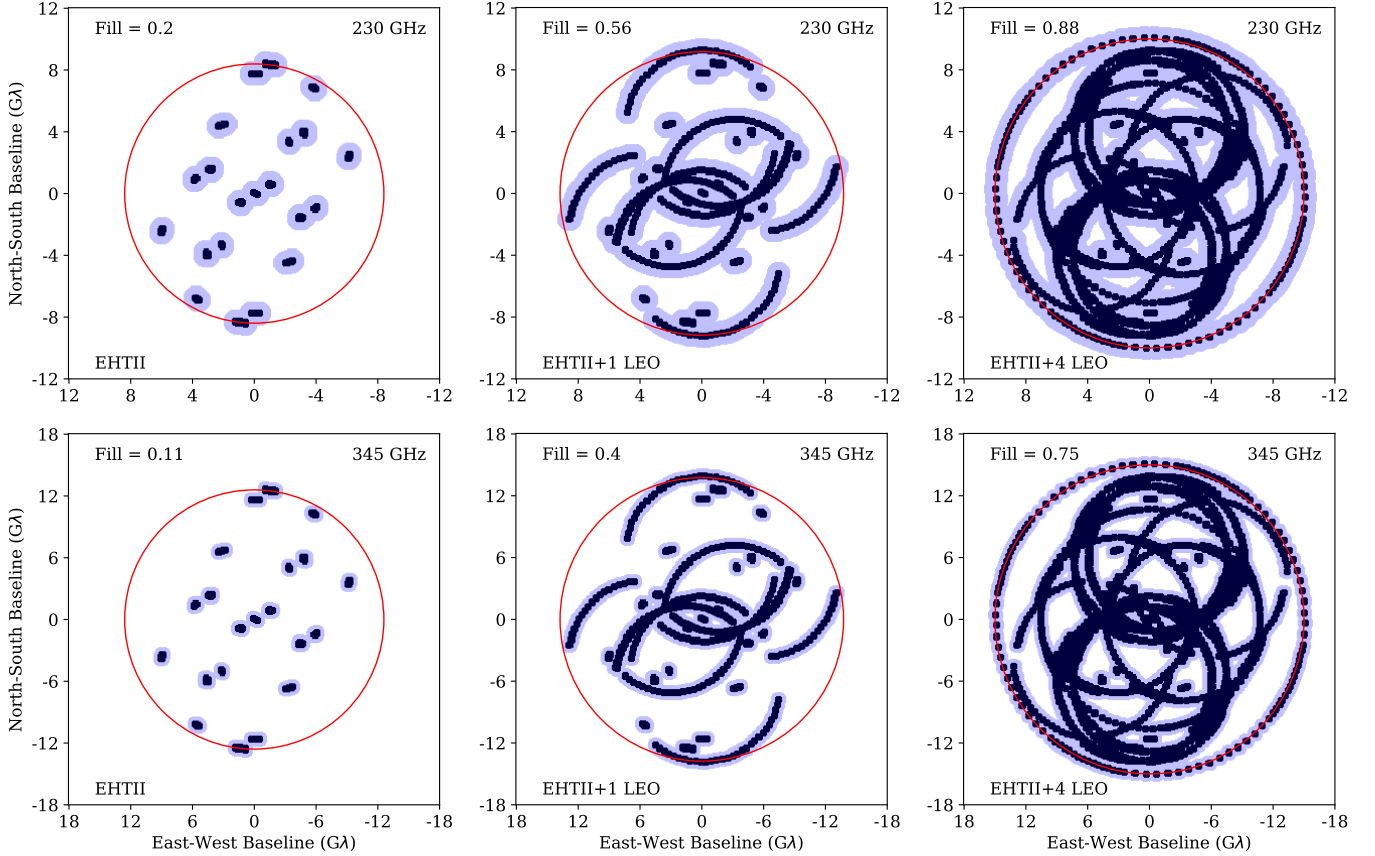 12
8
4
0
-4
-8
-12
North-South Baseline (Gλ)
Fill = 0.2
230 GHz
EHTII
12
8
4
0
-4
-8
-12
Fill = 0.56
230 GHz
EHTII+1 LEO
12
8
4
0
-4
-8
-12
Fill = 0.88
230 GHz
EHTII+4 LEO
12
8
4
0
-4
-8
-12
18
12
6
0
-6
-12
-18
North-South Baseline (Gλ)
Fill = 0.11
345 GHz
EHTII
18
12
6
0
-6
-12
-18
East-West Baseline (Gλ)
Fill = 0.4
345 GHz
EHTII+1 LEO
18
12
6
0
-6
-12
-18
East-West Baseline (Gλ)
Fill = 0.75
345 GHz
EHTII+4 LEO
18
12
6
0
-6
-12
-18
East-West Baseline (Gλ)